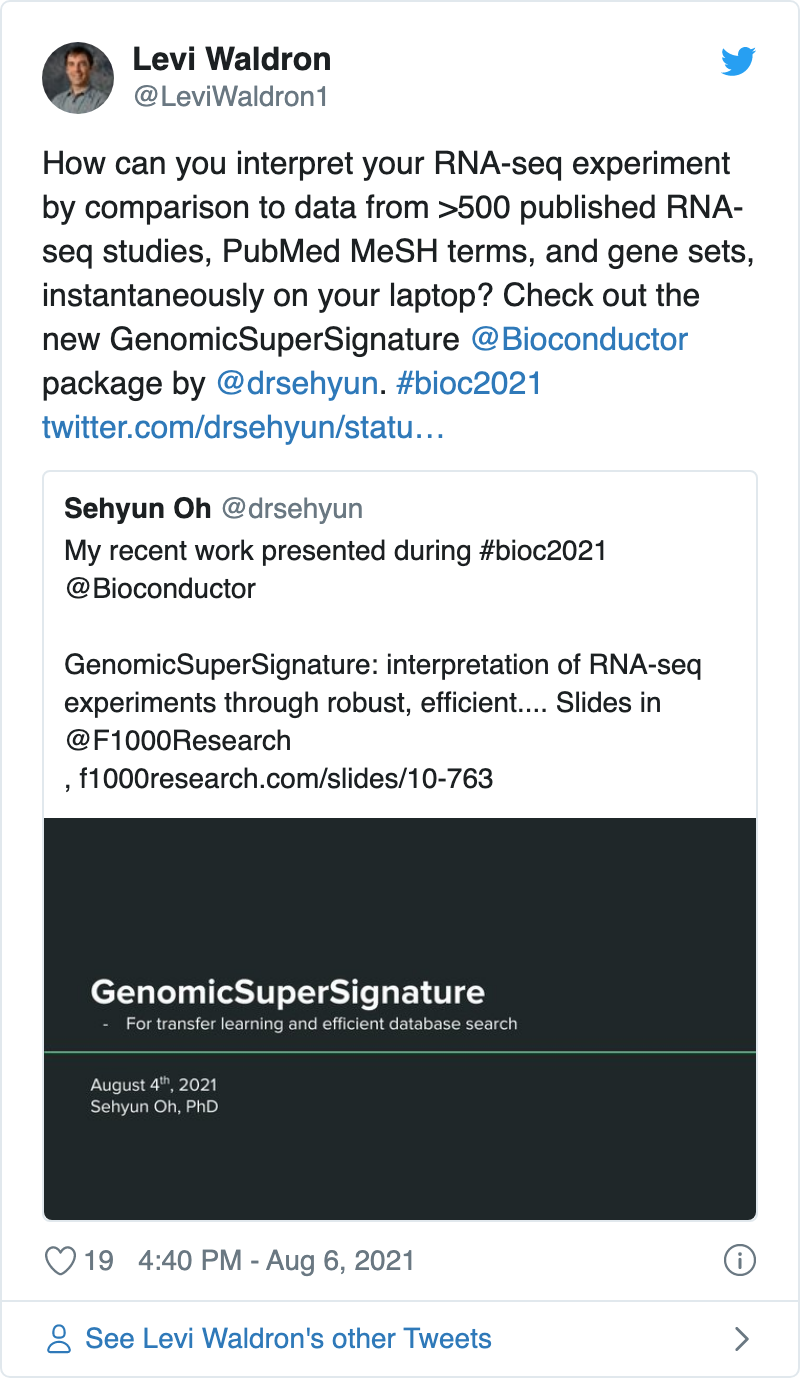 Levi Waldron
@LeviWaldron1
How can you interpret your RNA-seq experiment
by comparison to data from >500 published RNA-
seq studies, PubMed MeSH terms, and gene sets,
instantaneously on your laptop? Check out the
new GenomicSuperSignature @Bioconductor
package by @drsehyun. #bioc2021
twitter.com/drsehyun/statu…
Sehyun Oh @drsehyun
My recent work presented during #bioc2021
@Bioconductor
GenomicSuperSignature: interpretation of RNA-seq
experiments through robust, efficient.... Slides in
@F1000Research
, f1000research.com/slides/10-763
GenomicSuperSignature
- For transfer learning and efficient database search
August 4th, 2021
Sehyun Oh, PhD
19 4:40 PM - Aug 6, 2021
See Levi Waldron's other Tweets